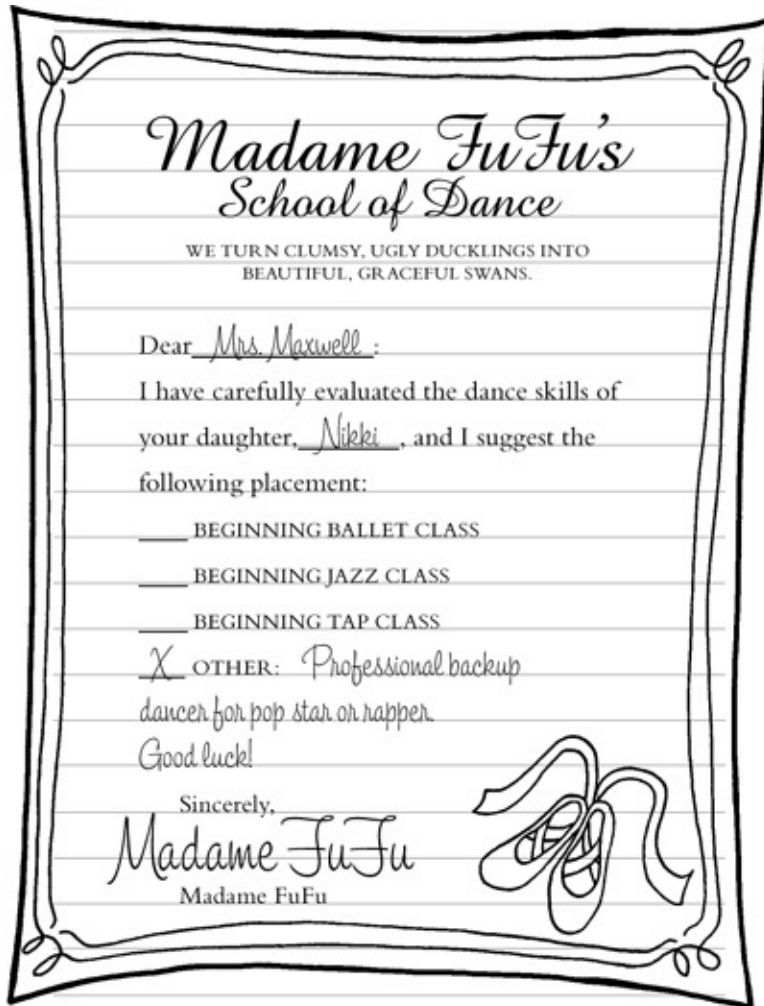 Madame FuFu's
School of Dance
WE TURN CLUMSY, UGLY DUCKLINGS INTO
BEAUTIFUL, GRACEFUL SWANS.
Dear Mrs. Maxwell:
I have carefully evaluated the dance skills of
your daughter, Nikki, and I suggest the
following placement:
___ BEGINNING BALLET CLASS
___ BEGINNING JAZZ CLASS
___ BEGINNING TAP CLASS
X OTHER: Professional backup
dancer for pop star or rapper.
Good luck!
Sincerely,
Madame FuFu
Madame FuFu